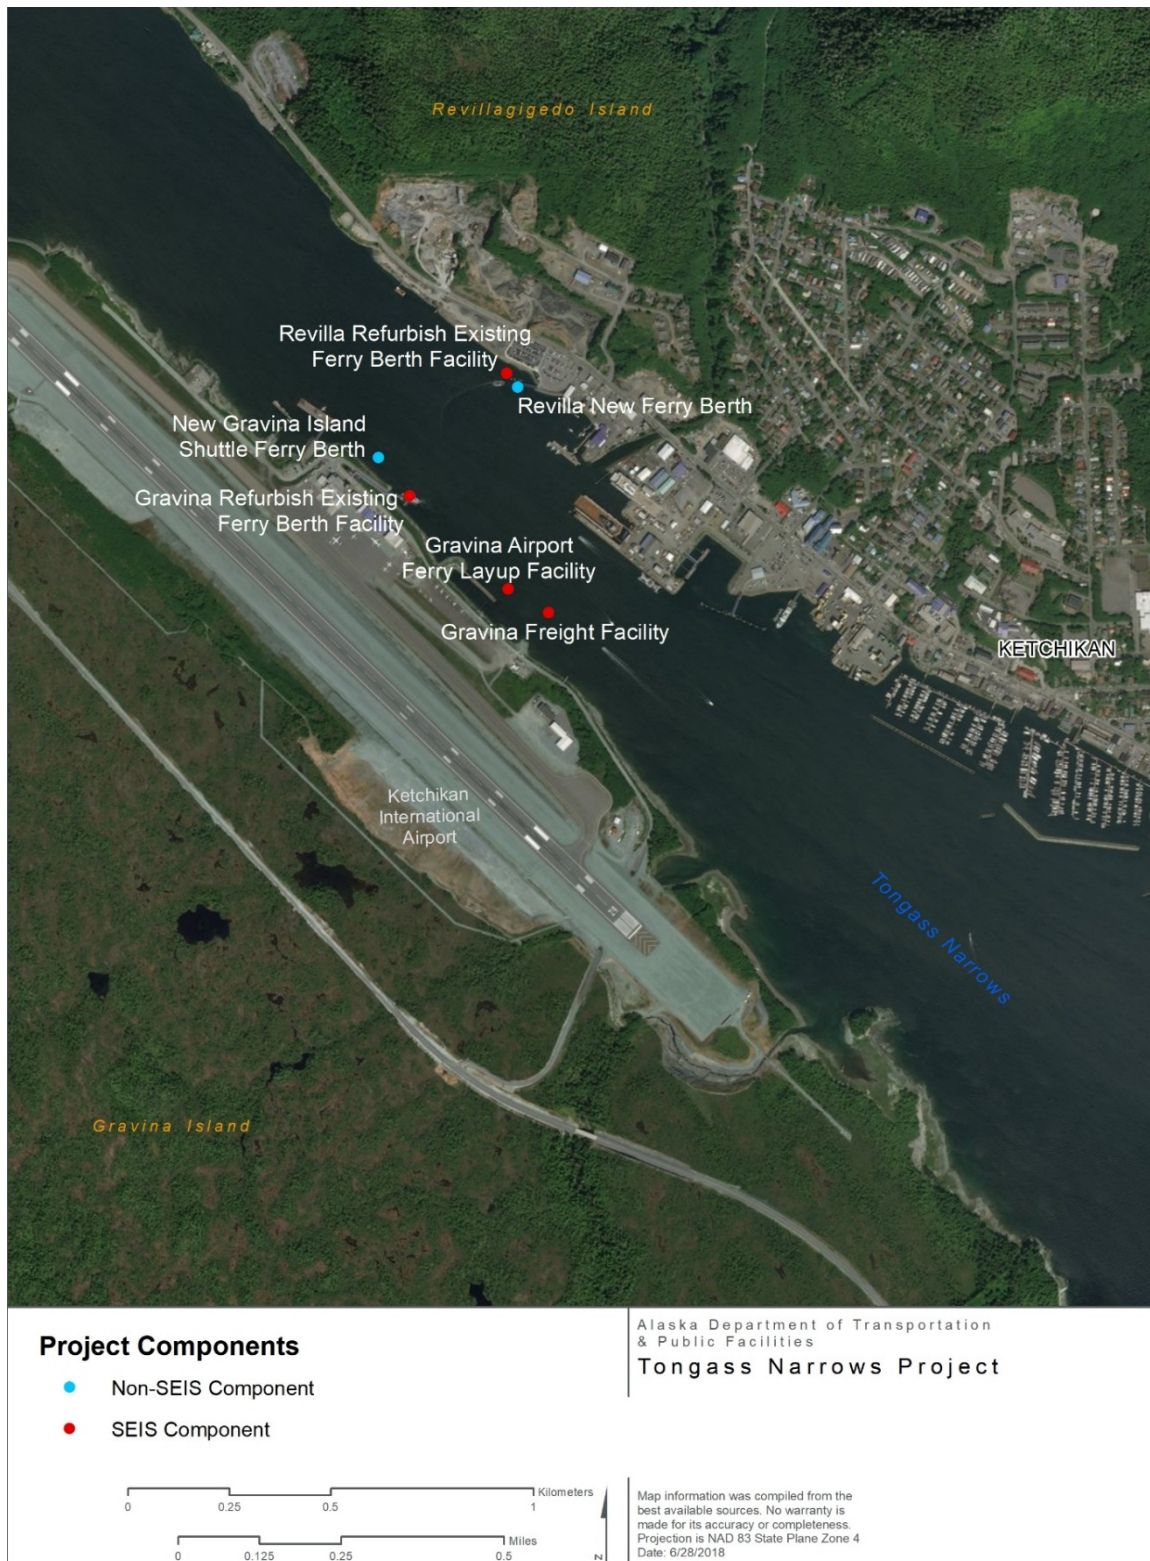 Revillagigedo Island
Revilla Refurbish Existing
Ferry Berth Facility
Revilla New Ferry Berth
New Gravina Island
Shuttle Ferry Berth
Gravina Refurbish Existing
Ferry Berth Facility
Gravina Airport
Ferry Layup Facility
Gravina Freight Facility
KETCHIKAN
Ketchikan
International
Airport
Tongass Narrows
Gravina Island
Project Components
Non-SEIS Component
SEIS Component
Alaska Department of Transportation
& Public Facilities
Tongass Narrows Project
Kilometers
0 0.25 0.5 1
Miles
0 0.125 0.25 0.5
N
Map information was compiled from the
best available sources. No warranty is
made for its accuracy or completeness.
Projection is NAD 83 State Plane Zone 4
Date: 6/28/2018